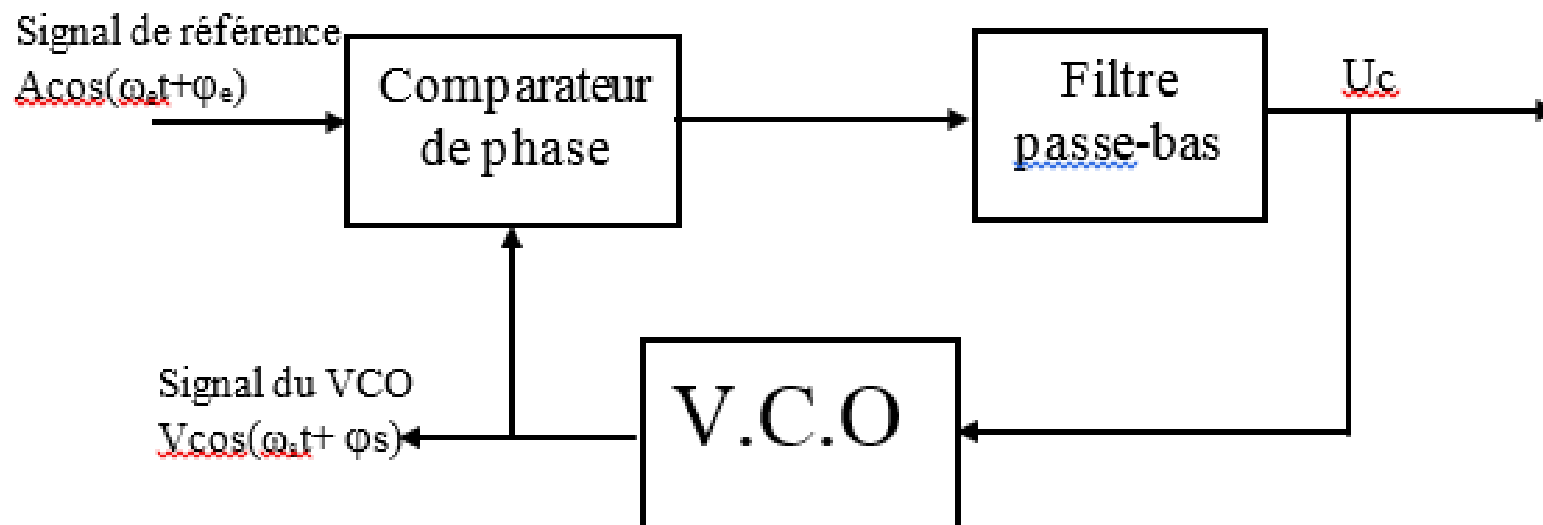 Signal de référence
Acos(ωₑt+φₑ)
Comparateur
de phase
Filtre
passe-bas
Uc
Signal du VCO
Vcos(ωₛt+ φs)
V.C.O